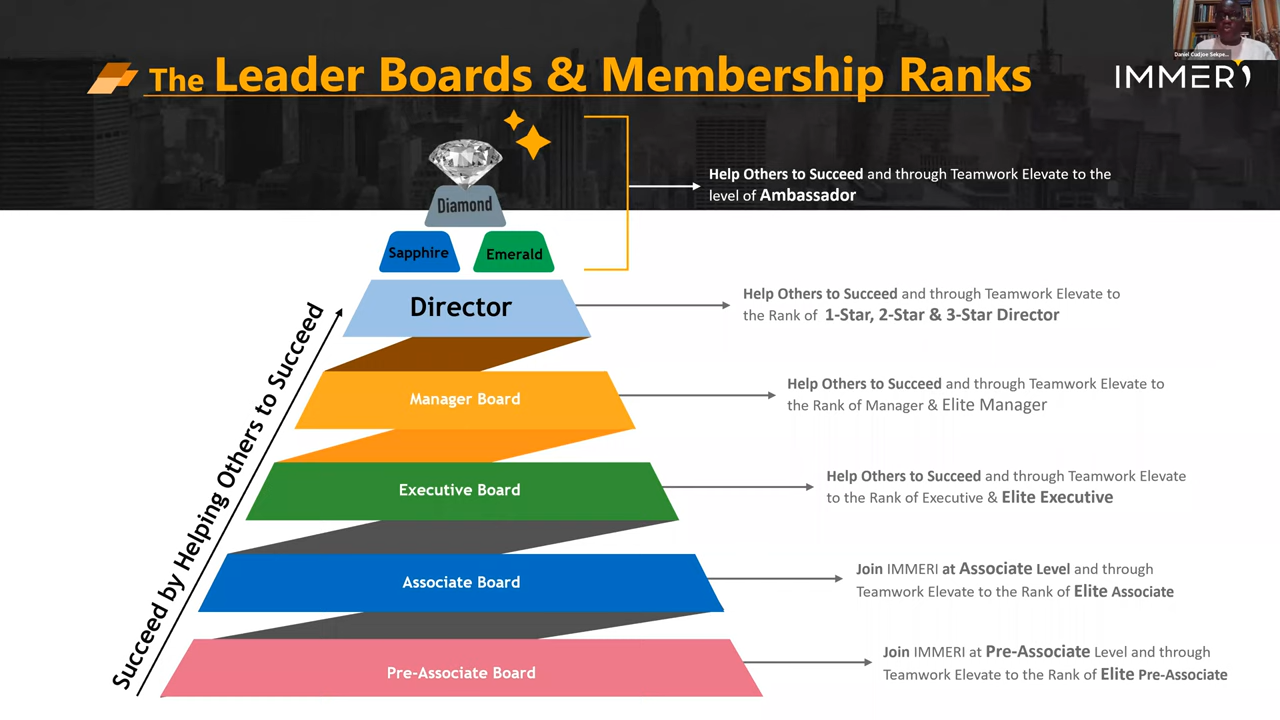 Daniel Cudjoe Sekpe...
The Leader Boards & Membership Ranks
IMMERI
Help Others to Succeed and through Teamwork Elevate to the
level of Ambassador
Diamond
Sapphire
Emerald
Director
Help Others to Succeed and through Teamwork Elevate to
the Rank of 1-Star, 2-Star & 3-Star Director
Succeed by Helping Others to Succeed
Manager Board
Help Others to Succeed and through Teamwork Elevate to
the Rank of Manager & Elite Manager
Executive Board
Help Others to Succeed and through Teamwork Elevate
to the Rank of Executive & Elite Executive
Associate Board
Join IMMERI at Associate Level and through
Teamwork Elevate to the Rank of Elite Associate
Pre-Associate Board
Join IMMERI at Pre-Associate Level and through
Teamwork Elevate to the Rank of Elite Pre-Associate